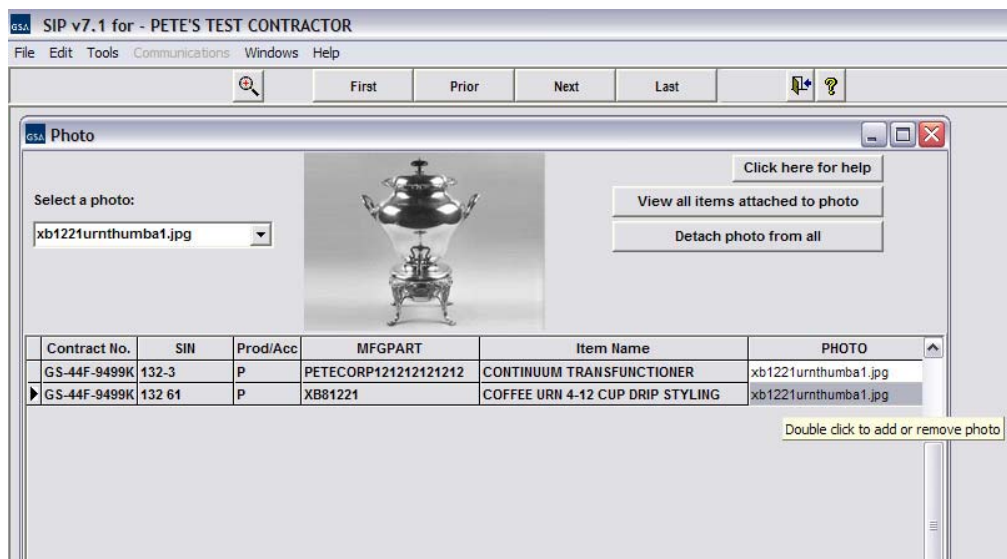 GSA SIP v7.1 for - PETE'S TEST CONTRACTOR
File Edit Tools Communications Windows Help
First Prior Next Last
GSA Photo
Click here for help
Select a photo:
View all items attached to photo
xb1221urnthumba1.jpg
Detach photo from all
Contract No. SIN Prod/Acc MFGPART Item Name PHOTO
GS-44F-9499K 132-3 P PETECORP121212121212 CONTINUUM TRANSFUNCTIONER xb1221urnthumba1.jpg
GS-44F-9499K 132 61 P XB81221 COFFEE URN 4-12 CUP DRIP STYLING xb1221urnthumba1.jpg
Double click to add or remove photo